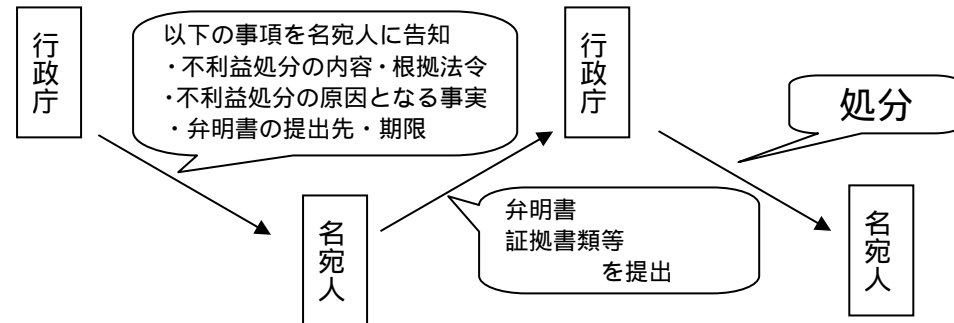 行政庁
以下の事項を名宛人に告知
・不利益処分の内容・根拠法令
・不利益処分の原因となる事実
・弁明書の提出先・期限
名宛人
行政庁
弁明書
証拠書類等
を提出
処分
名宛人